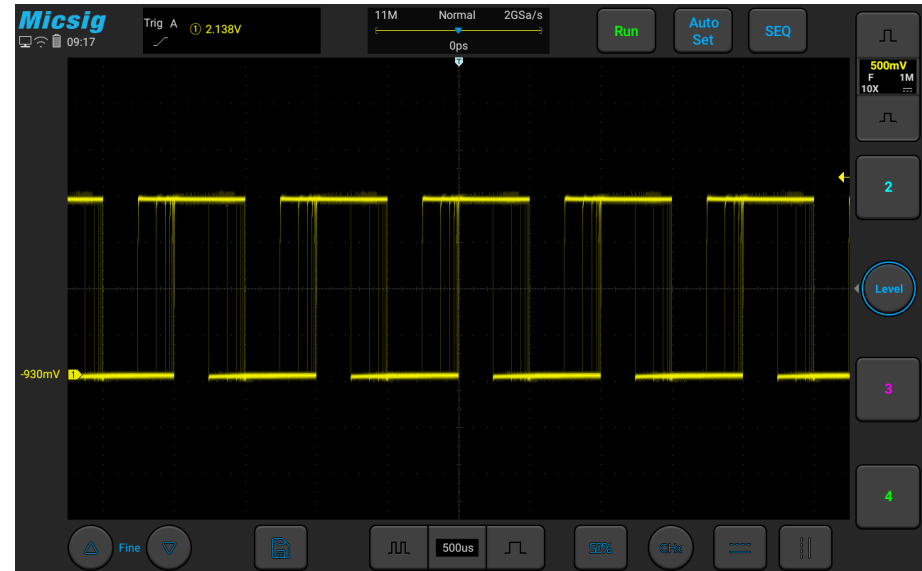 Micsig
09:17
Trig A
① 2.138V
11M Normal 2GSa/s
0ps
T
Run
Auto
Set
SEQ
500mV
F 1M
10X
2
Level
-930mV 1
3
4
Fine
500us
50%
CHx